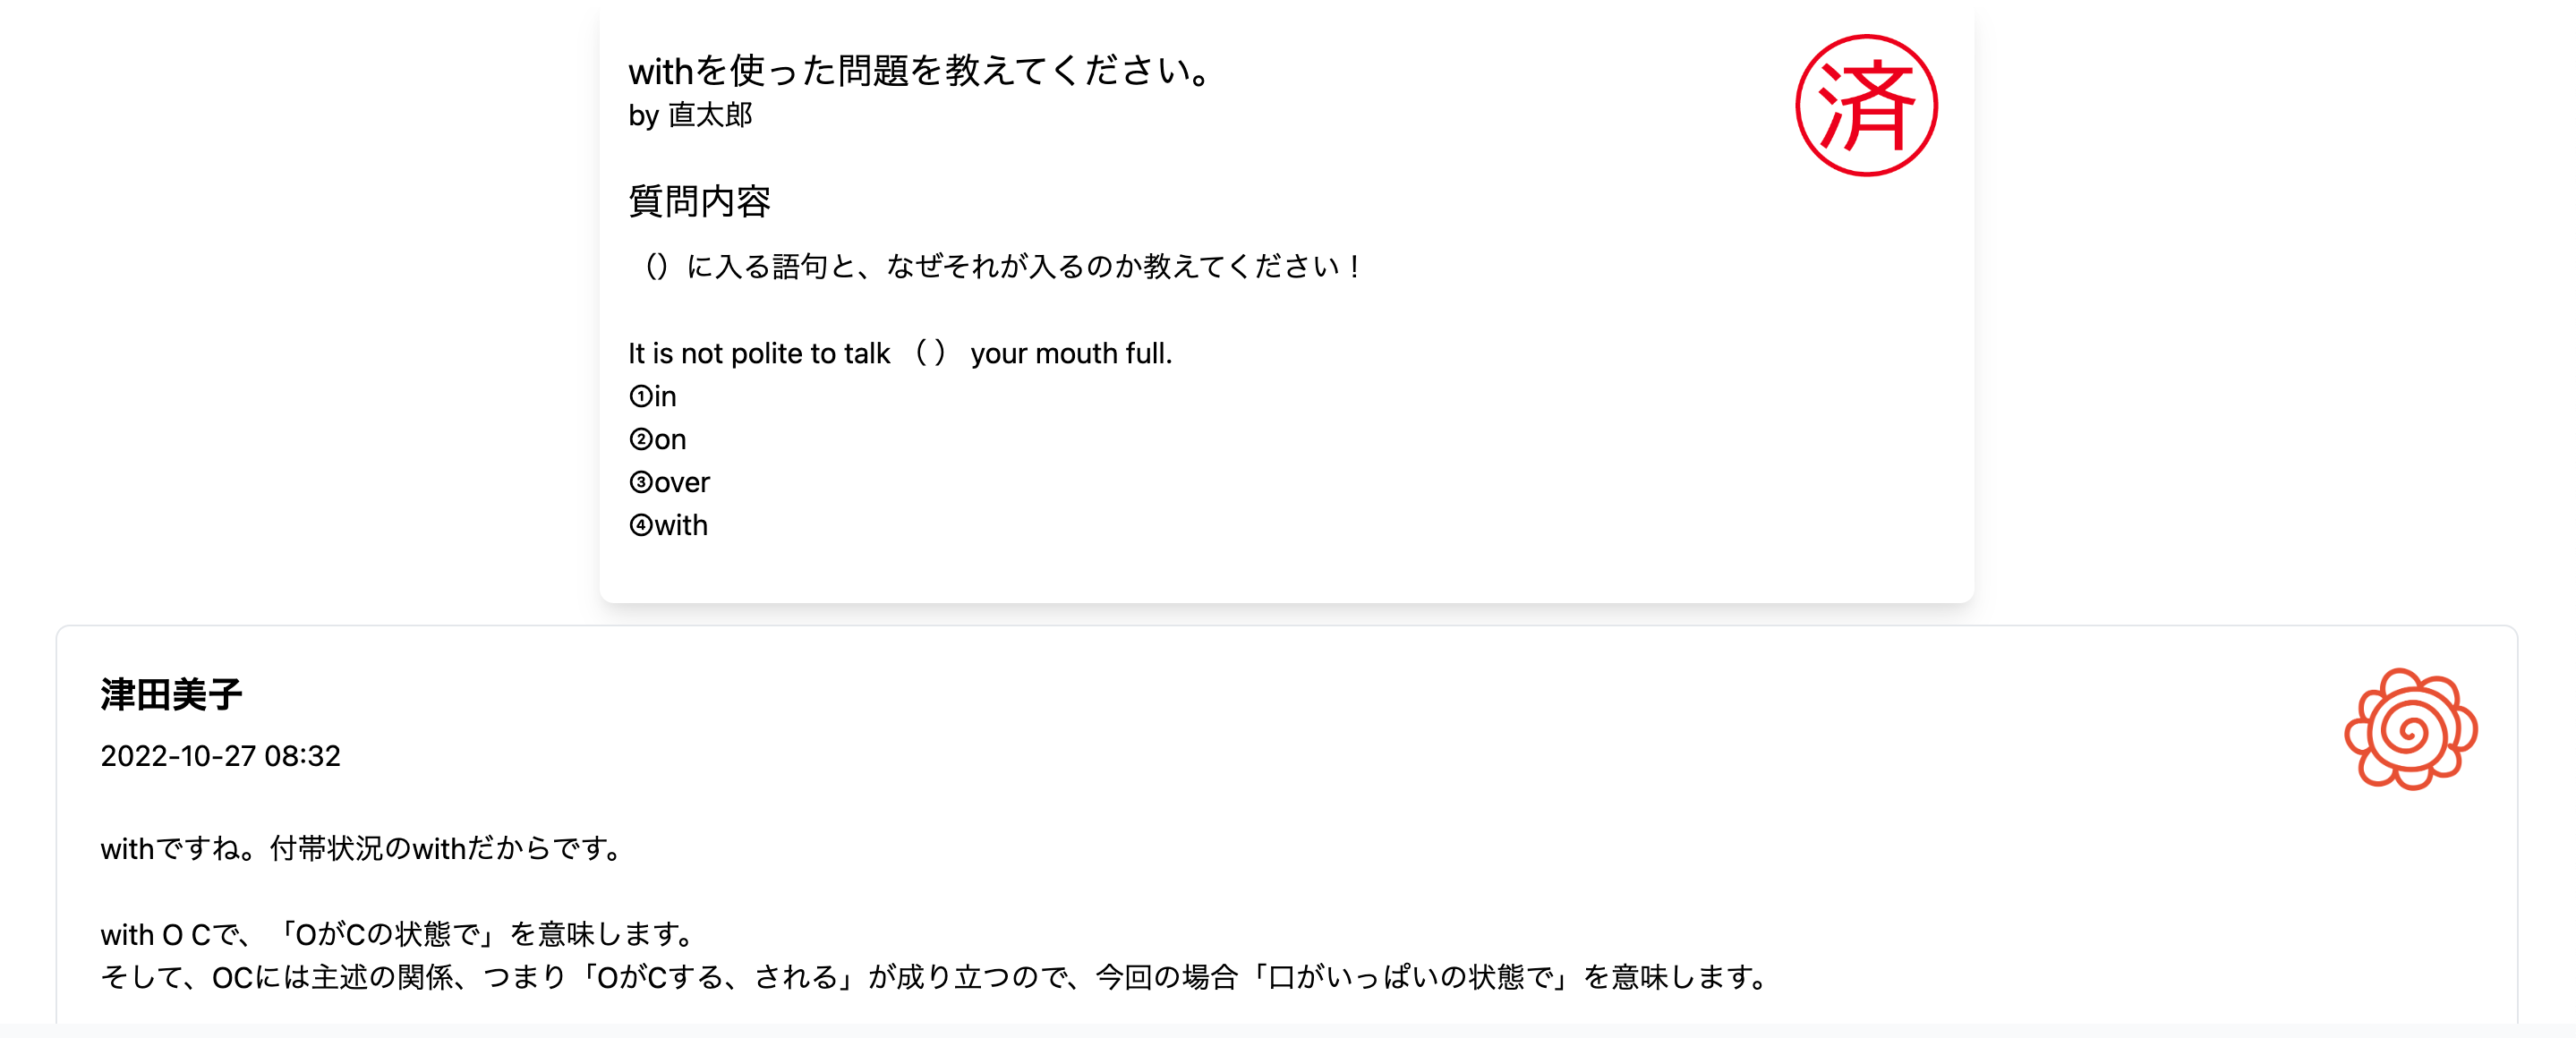 withを使った問題を教えてください。
済
by 直太郎
質問内容
（）に入る語句と、なぜそれが入るのか教えてください！
It is not polite to talk （ ） your mouth full.
①in
②on
③over
④with
津田美子
2022-10-27 08:32
withですね。付帯状況のwithだからです。
with O Cで、「OがCの状態で」を意味します。
そして、OCには主述の関係、つまり「OがCする、される」が成り立つので、今回の場合「口がいっぱいの状態で」を意味します。